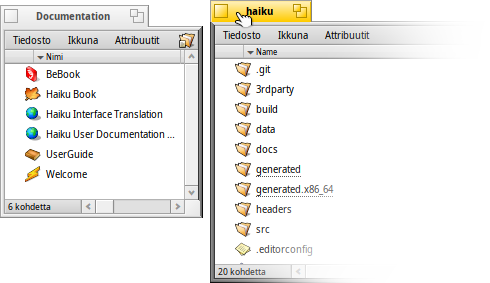 Documentation
Tiedosto Ikkuna Attribuutit
Nimi
BeBook
Haiku Book
Haiku Interface Translation
Haiku User Documentation ...
UserGuide
Welcome
6 kohdetta
haiku
Tiedosto Ikkuna Attribuutit
Name
.git
3rdparty
build
data
docs
generated
generated.x86_64
headers
src
.editorconfig
20 kohdetta